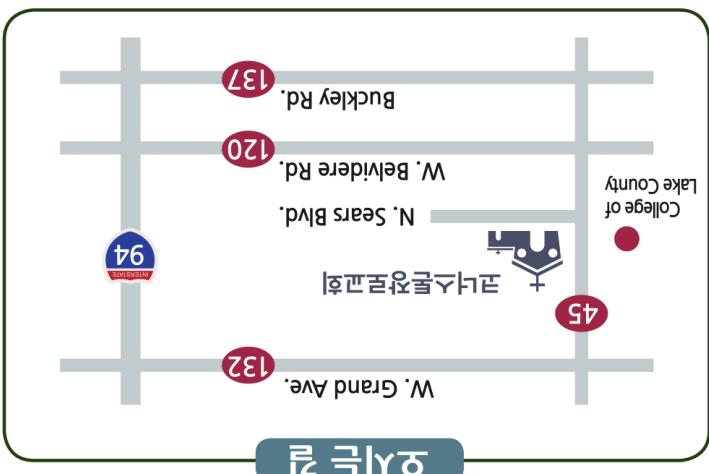 오시는 길
W. Grand Ave.
132
45
코너스톤장로교회
INTERSTATE
94
College of
Lake County
N. Sears Blvd.
W. Belvidere Rd.
120
Buckley Rd.
137